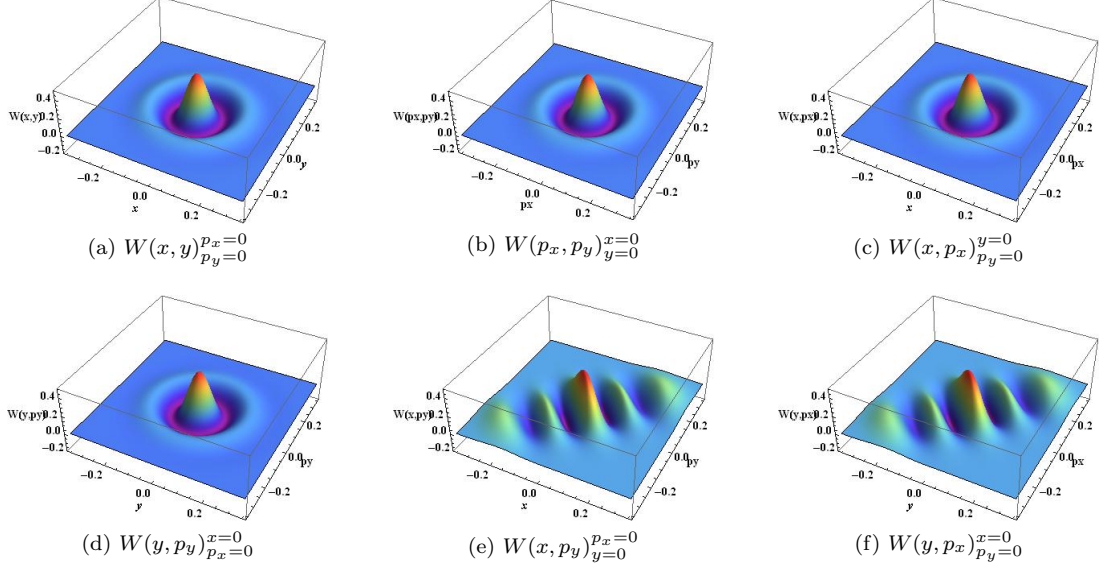 0.4
W(x,y)0.2
0.0
−0.2
−0.2
0.0
x
0.2
−0.2
0.0
y
0.2
(a) W(x, y)^{p_x=0}_{p_y=0}
0.4
W(px,py)0.2
0.0
−0.2
−0.2
0.0
px
0.2
−0.2
0.0
py
0.2
(b) W(p_x, p_y)^{x=0}_{y=0}
0.4
W(x,px)0.2
0.0
−0.2
−0.2
0.0
x
0.2
−0.2
0.0
px
0.2
(c) W(x, p_x)^{y=0}_{p_y=0}
0.4
W(y,py)0.2
0.0
−0.2
−0.2
0.0
y
0.2
−0.2
0.0
py
0.2
(d) W(y, p_y)^{x=0}_{p_x=0}
0.4
W(x,py)0.2
0.0
−0.2
−0.2
0.0
x
0.2
−0.2
0.0
py
0.2
(e) W(x, p_y)^{p_x=0}_{y=0}
0.4
W(y,px)0.2
0.0
−0.2
−0.2
0.0
y
0.2
−0.2
0.0
px
0.2
(f) W(y, p_x)^{x=0}_{p_y=0}